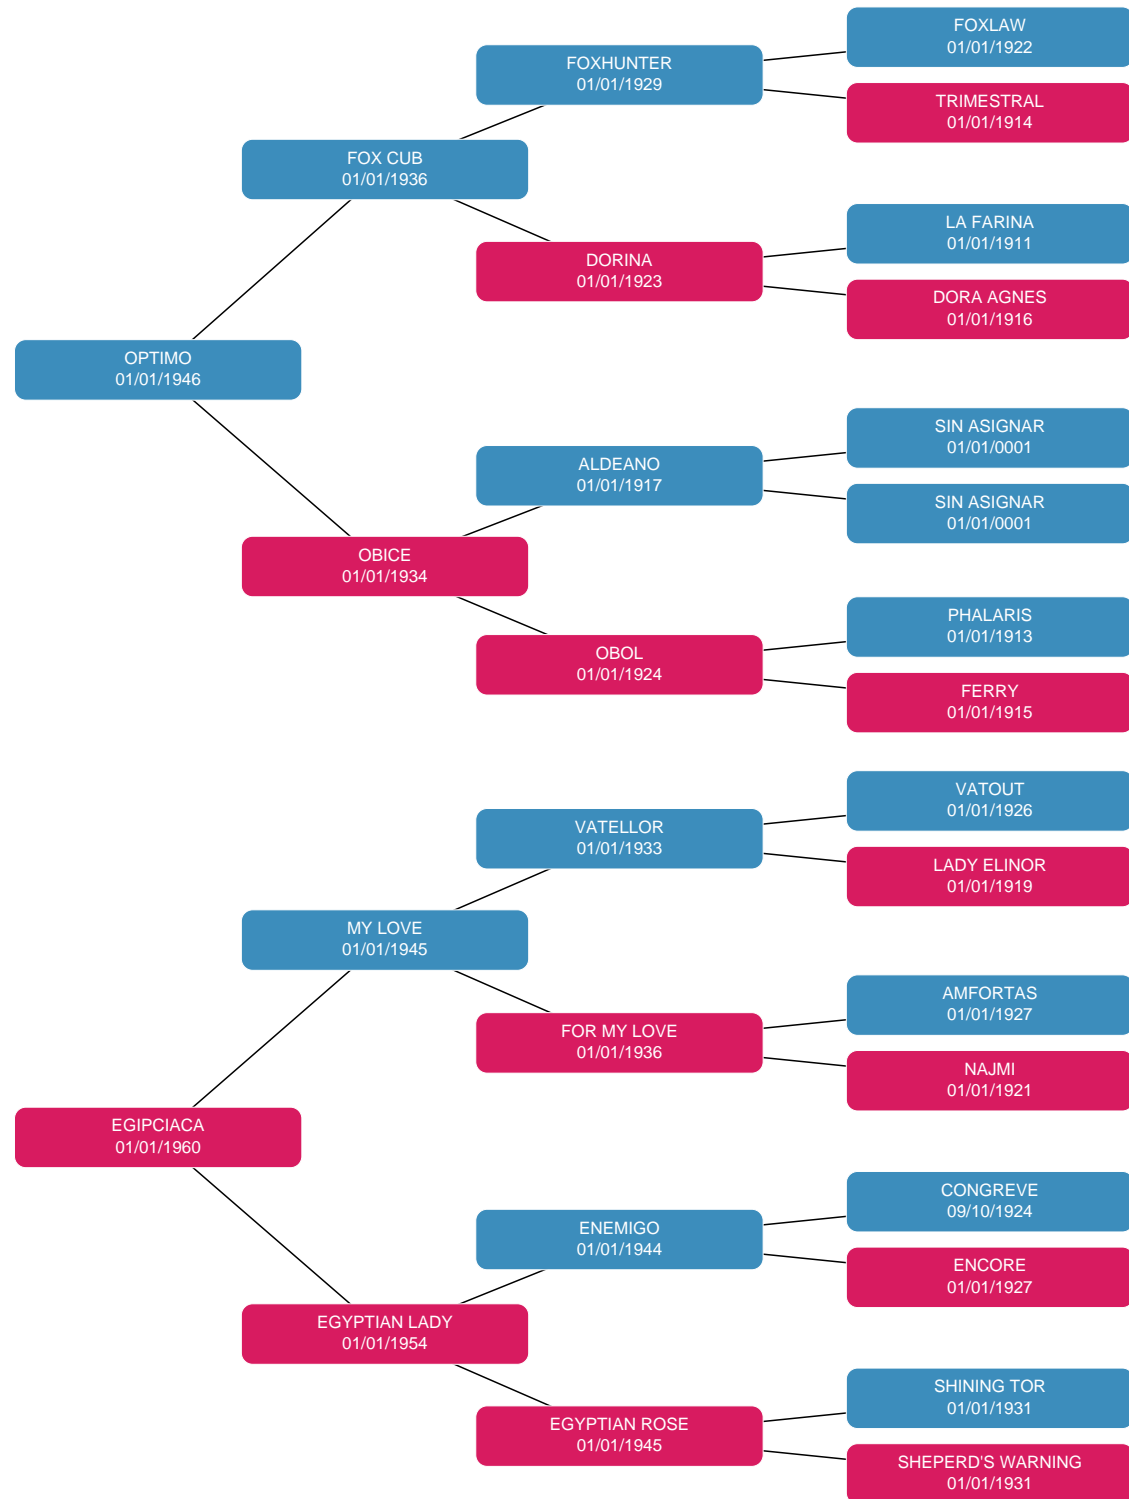 FOXLAW
01/01/1922
FOXHUNTER
01/01/1929
TRIMESTRAL
01/01/1914
FOX CUB
01/01/1936
LA FARINA
01/01/1911
DORINA
01/01/1923
DORA AGNES
01/01/1916
OPTIMO
01/01/1946
SIN ASIGNAR
01/01/0001
ALDEANO
01/01/1917
SIN ASIGNAR
01/01/0001
OBICE
01/01/1934
PHALARIS
01/01/1913
OBOL
01/01/1924
FERRY
01/01/1915
VATOUT
01/01/1926
VATELLOR
01/01/1933
LADY ELINOR
01/01/1919
MY LOVE
01/01/1945
AMFORTAS
01/01/1927
FOR MY LOVE
01/01/1936
NAJMI
01/01/1921
EGIPCIACA
01/01/1960
CONGREVE
09/10/1924
ENEMIGO
01/01/1944
ENCORE
01/01/1927
EGYPTIAN LADY
01/01/1954
SHINING TOR
01/01/1931
EGYPTIAN ROSE
01/01/1945
SHEPERD'S WARNING
01/01/1931